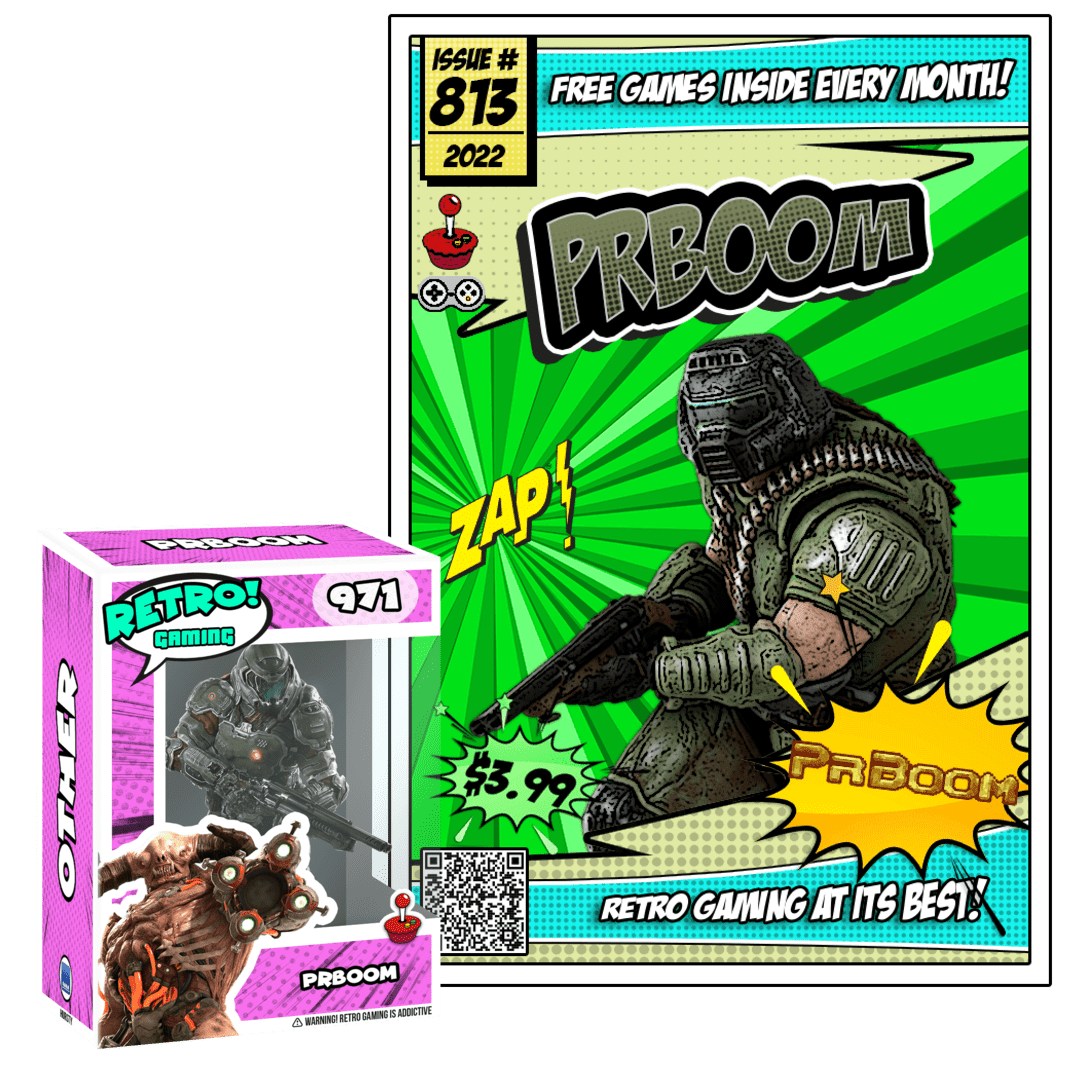 ISSUE #
813
2022
FREE GAMES INSIDE EVERY MONTH!
PRBOOM
ZAP!
$3.99
PRBOOM
RETRO GAMING AT ITS BEST!
PRBOOM
RETRO!
GAMING
971
OTHER
PRBOOM
WARNING! RETRO GAMING IS ADDICTIVE